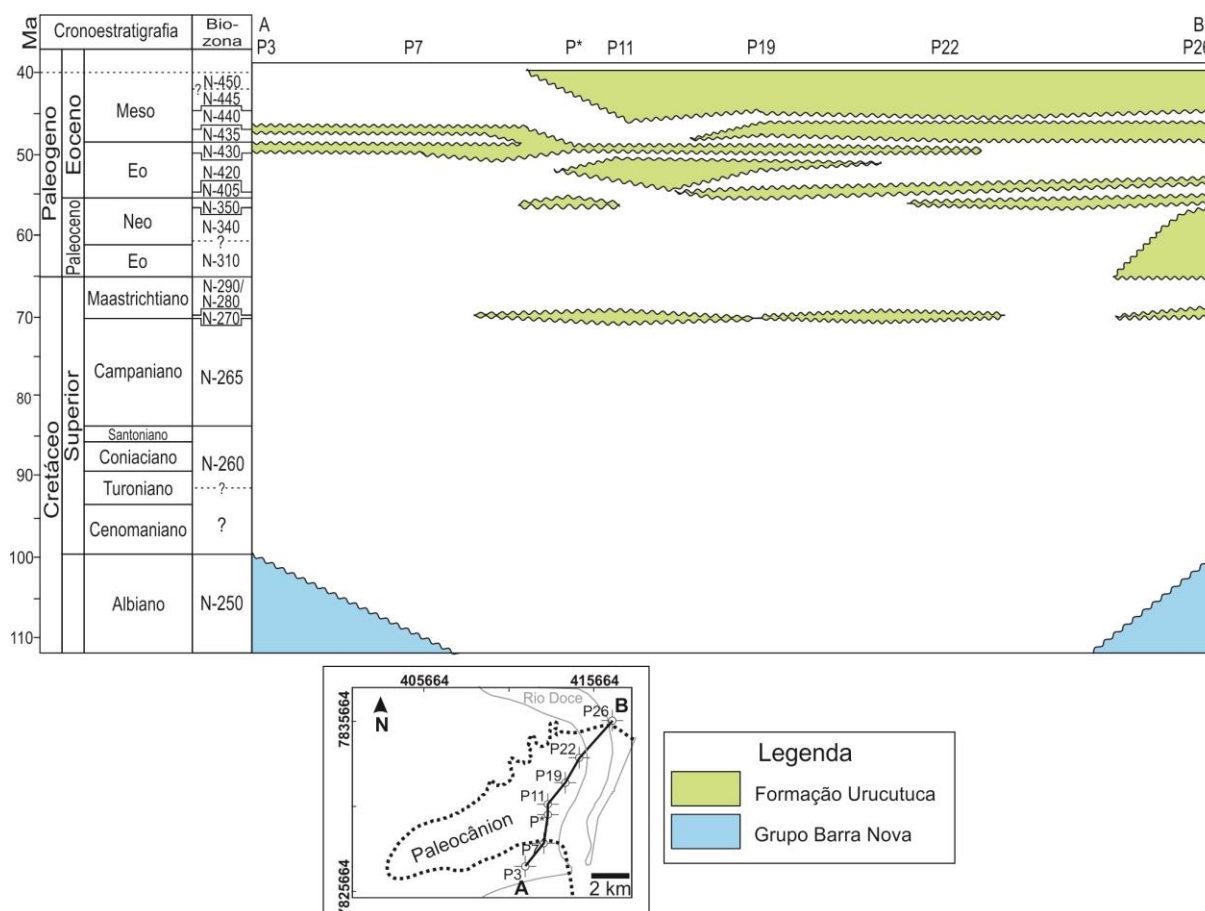 Ma Cronoestratigrafia Bio-
zona
A B
P3 P7 P* P11 P19 P22 P26
40
50
60
70
80
90
100
110
Paleogeno
Cretáceo
Eoceno
Paleoceno
Superior
Meso
Eo
Neo
Eo
Maastrichtiano
Campaniano
Santoniano
Coniaciano
Turoniano
Cenomaniano
Albiano
N-450
?
N-445
N-440
N-435
N-430
N-420
N-405
N-350
N-340
?
N-310
N-290/
N-280
N-270
N-265
N-260
?
?
N-250
405664 415664
7835664
7825664
N
Rio Doce
B
P26
P22
P19
P11
P*
P7
P3
A
Paleocânion
2 km
Legenda
Formação Urucutuca
Grupo Barra Nova